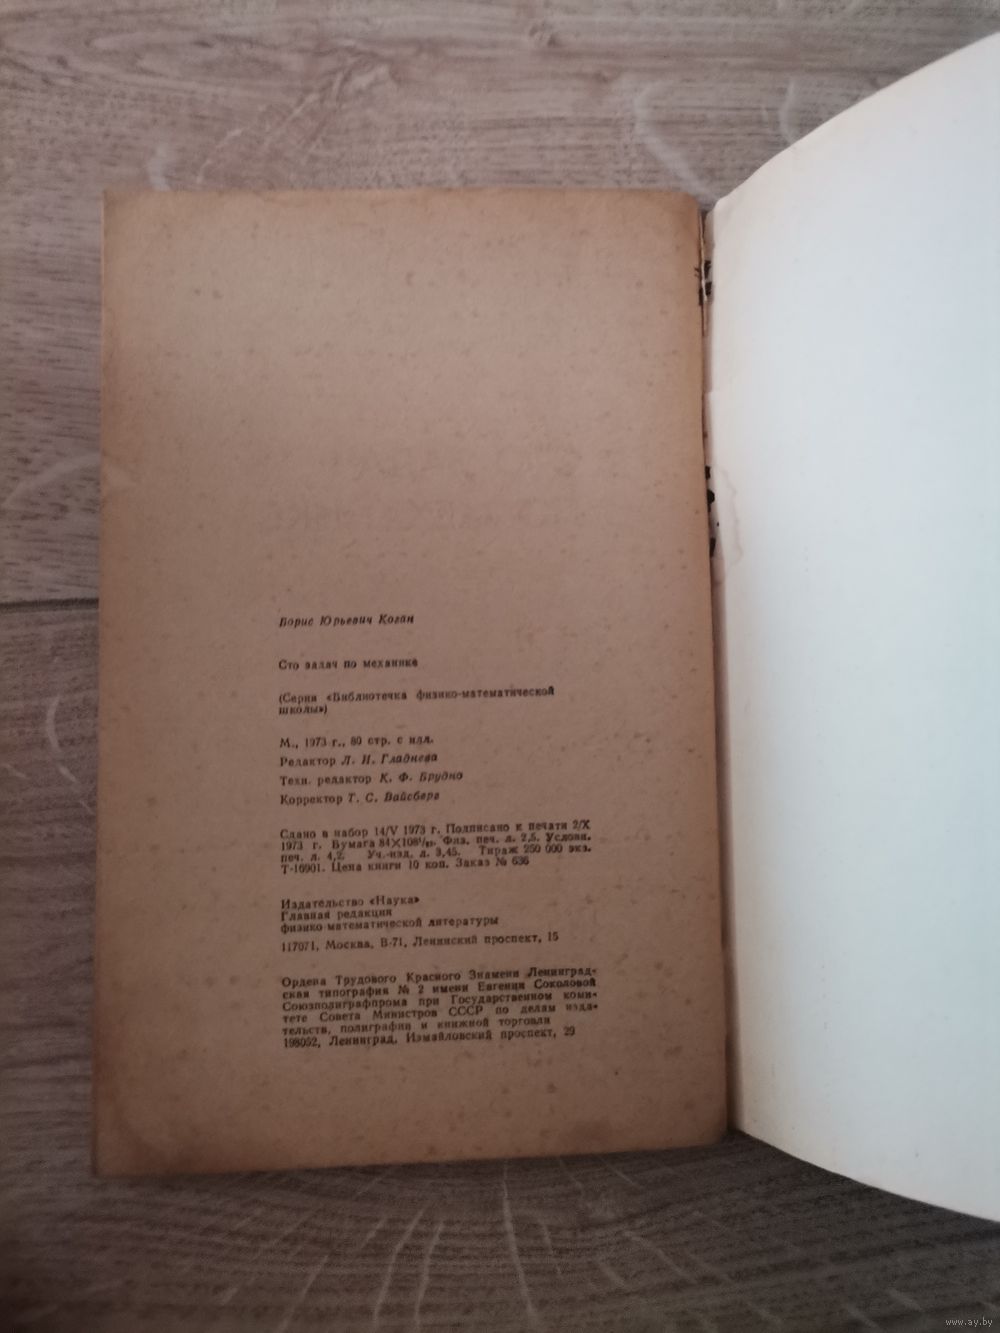 Борис Юрьевич Коган
Сто задач по механике
(Серия «Библиотечка физико-математической
школы»)
М., 1973 г., 80 стр. с илл.
Редактор Л. И. Гладнева
Техн. редактор К. Ф. Брудно
Корректор Т. С. Вайсберг
Сдано в набор 14/V 1973 г. Подписано к печати 2/X
1973 г. Бумага 84×108¹/₃₂. Физ. печ. л. 2,5. Условн.
печ. л. 4,2. Уч.-изд. л. 3,45. Тираж 250 000 экз.
Т-16901. Цена книги 10 коп. Заказ № 636
Издательство «Наука»
Главная редакция
физико-математической литературы
117071, Москва, В-71, Ленинский проспект, 15
Ордена Трудового Красного Знамени Ленинград-
ская типография № 2 имени Евгении Соколовой
Союзполиграфпрома при Государственном коми-
тете Совета Министров СССР по делам изда-
тельств, полиграфии и книжной торговли
198052, Ленинград, Измайловский проспект, 29
www.ay.by